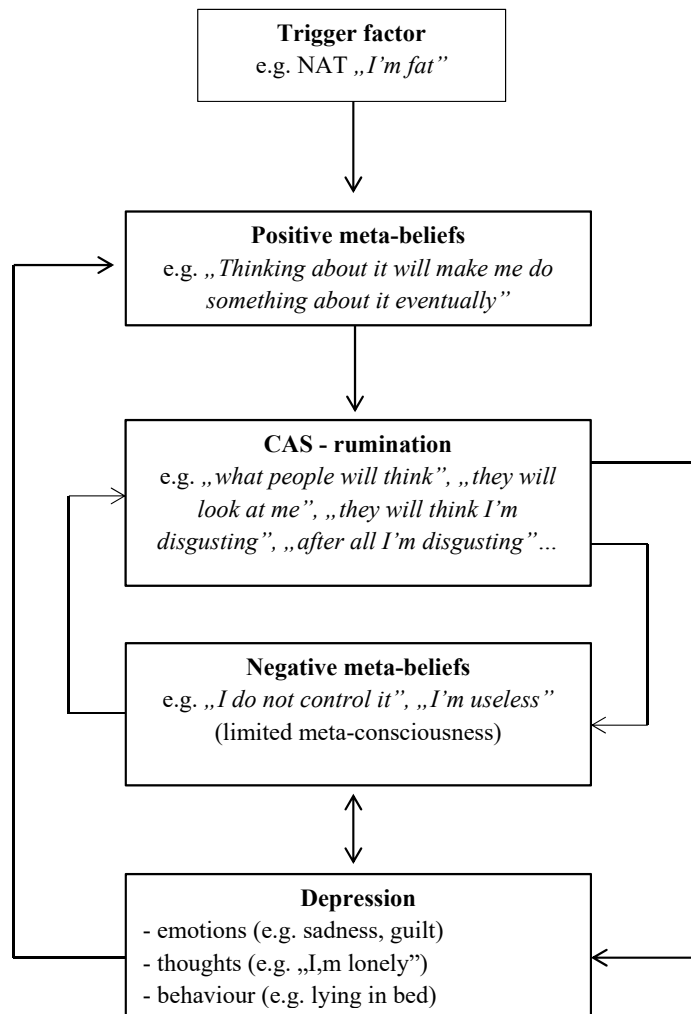 Trigger factor
e.g. NAT „I’m fat”
Positive meta-beliefs
e.g. „Thinking about it will make me do
something about it eventually”
CAS - rumination
e.g. „what people will think”, „they will
look at me”, „they will think I’m
disgusting”, „after all I’m disgusting”...
Negative meta-beliefs
e.g. „I do not control it”, „I’m useless”
(limited meta-consciousness)
Depression
- emotions (e.g. sadness, guilt)
- thoughts (e.g. „I,m lonely”)
- behaviour (e.g. lying in bed)